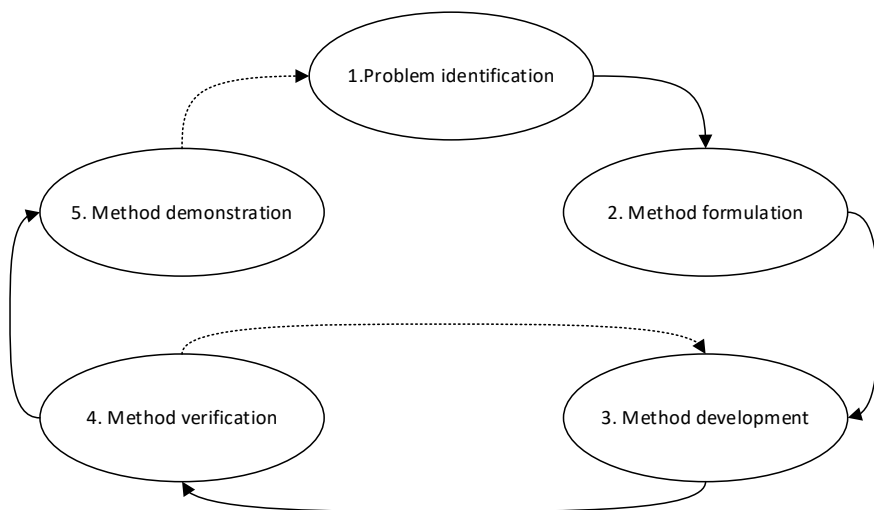 1.Problem identification
2. Method formulation
3. Method development
4. Method verification
5. Method demonstration